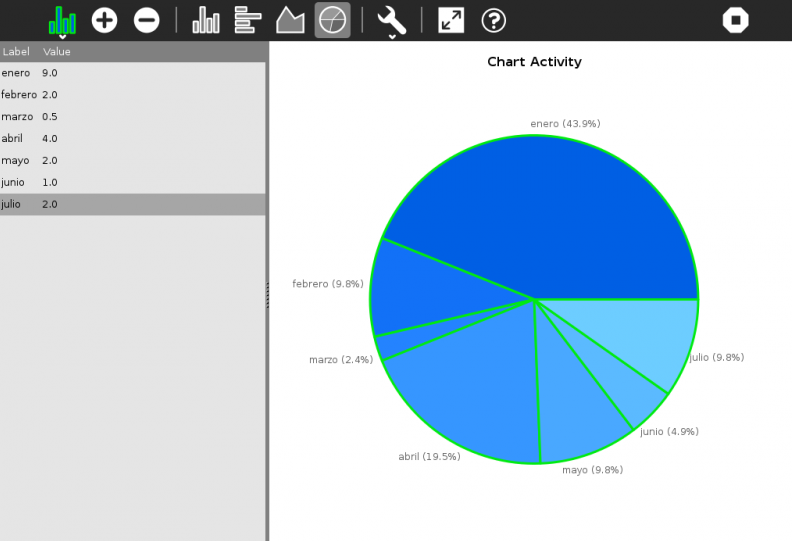 Label Value
enero 9.0
febrero 2.0
marzo 0.5
abril 4.0
mayo 2.0
junio 1.0
julio 2.0
Chart Activity
enero (43.9%)
febrero (9.8%)
marzo (2.4%)
abril (19.5%)
mayo (9.8%)
junio (4.9%)
julio (9.8%)